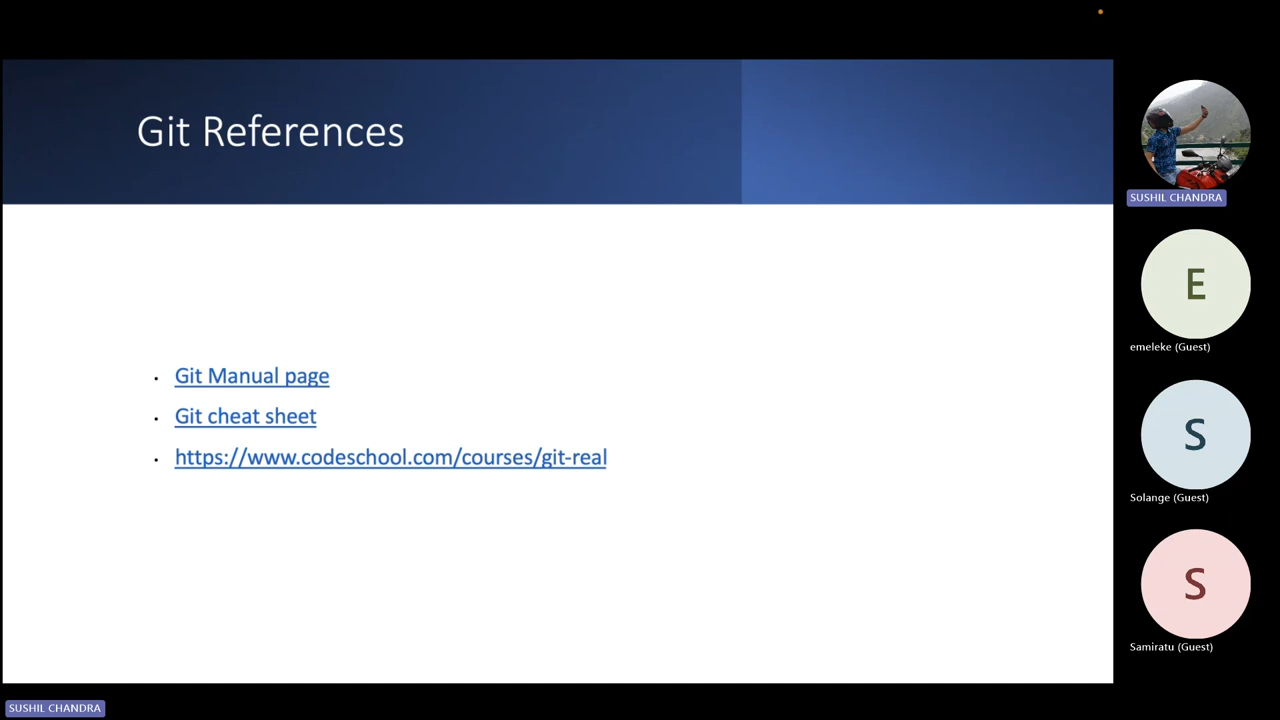 Git References
Git Manual page
Git cheat sheet
https://www.codeschool.com/courses/git-real
SUSHIL CHANDRA
E
emeleke (Guest)
S
Solange (Guest)
S
Samiratu (Guest)
SUSHIL CHANDRA